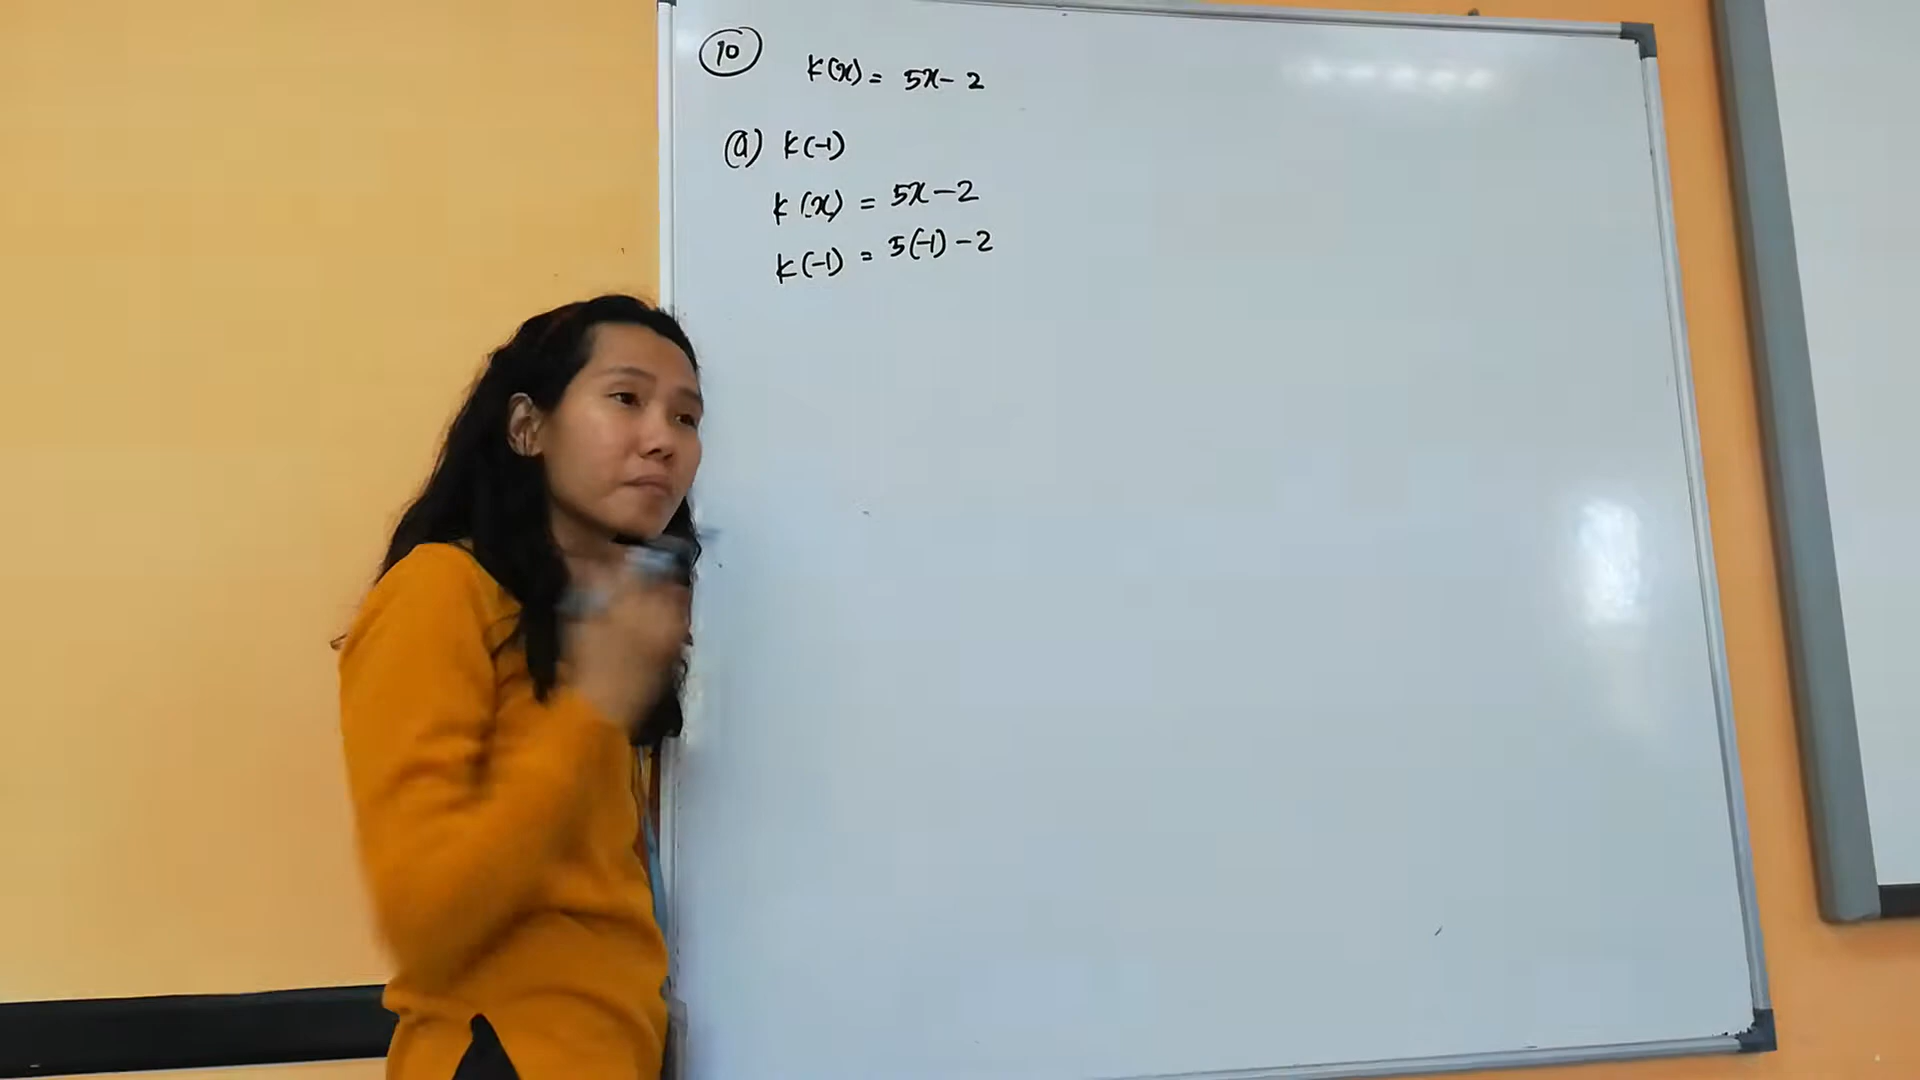 10 K(x) = 5x - 2
(a) K(-1)
K(x) = 5x - 2
K(-1) = 5(-1) - 2